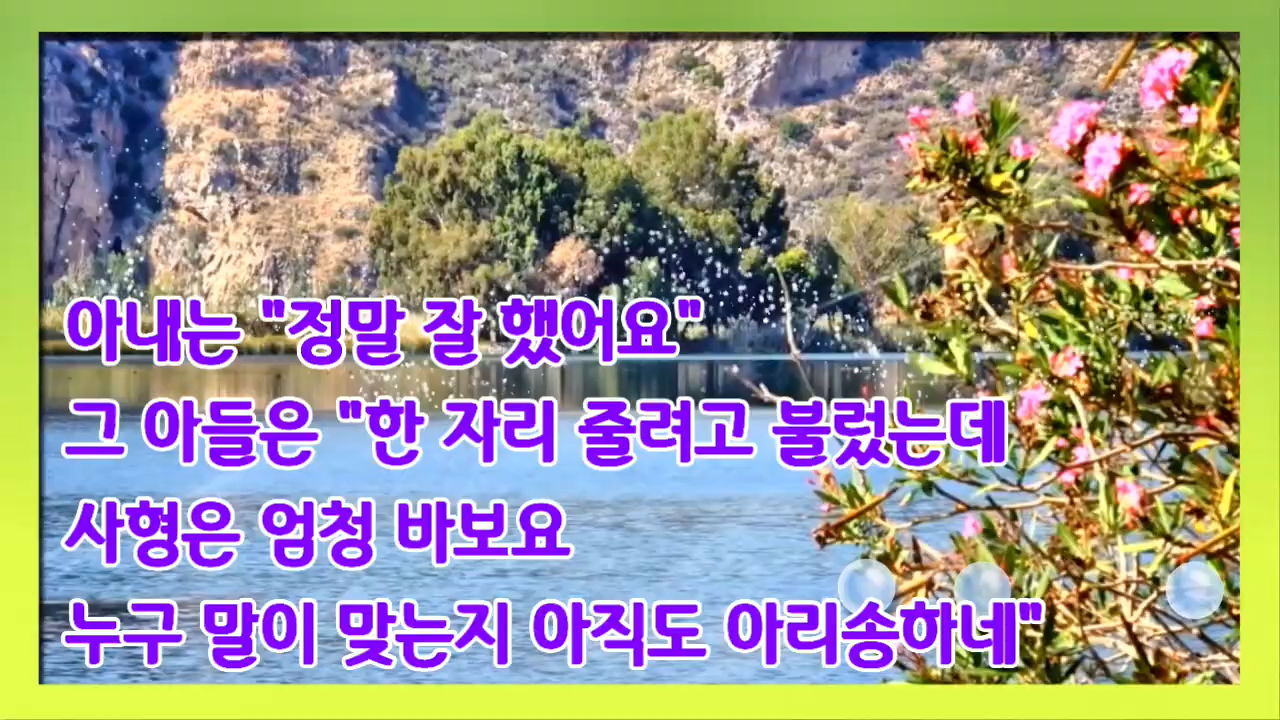 아내는 "정말 잘 했어요"
그 아들은 "한 자리 줄려고 불렀는데
사형은 엄청 바보요
누구 말이 맞는지 아직도 아리송하네"